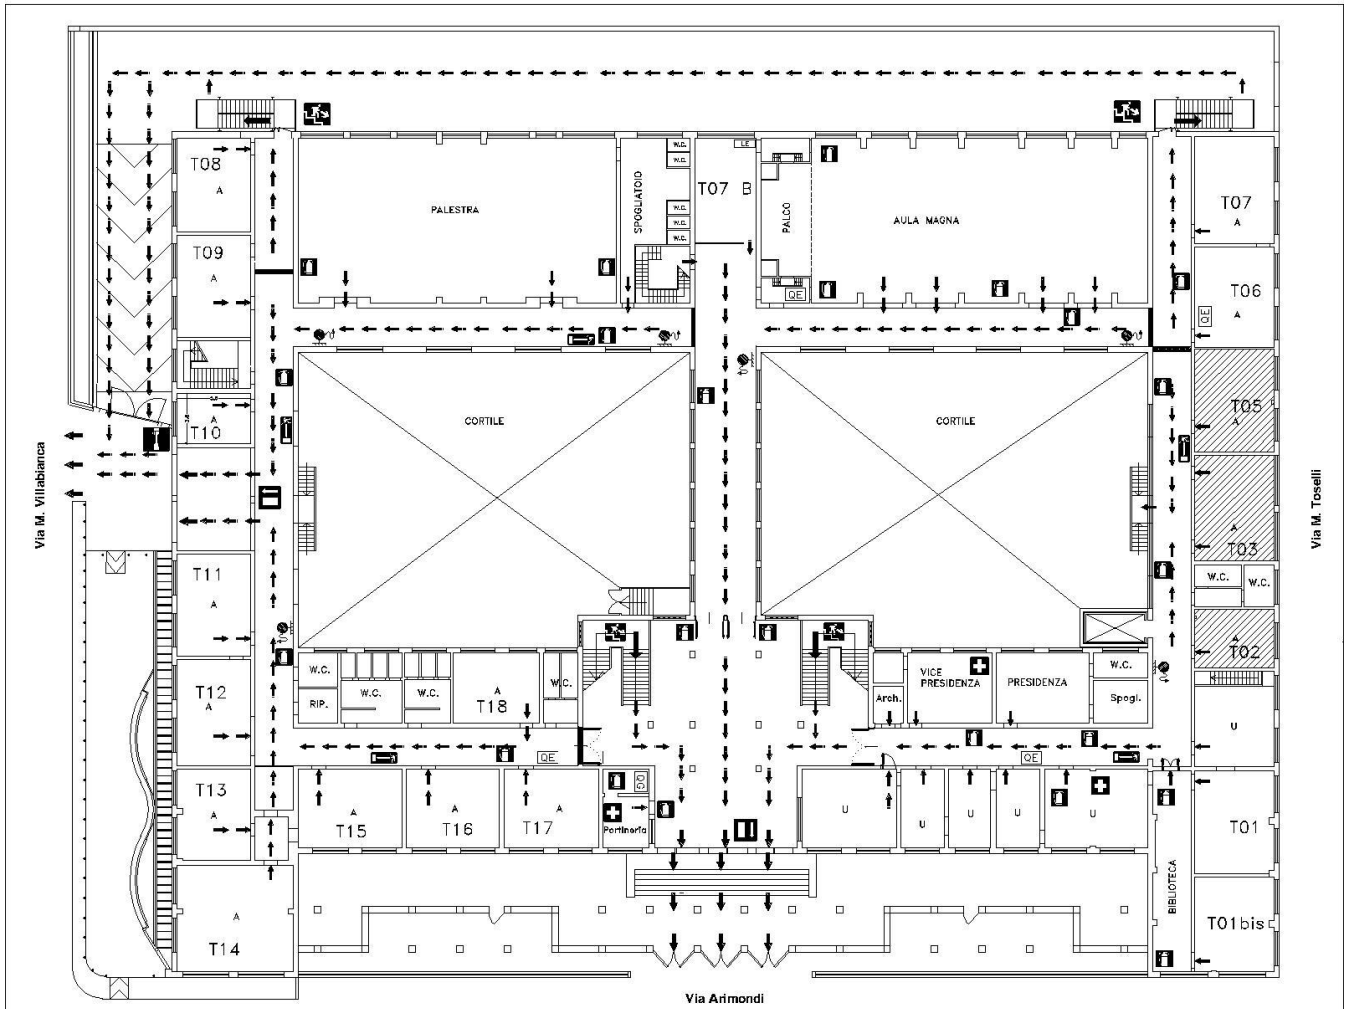 T08
A
PALESTRA
SPOGLIATOIO
W.C.
W.C.
W.C.
W.C.
W.C.
T07 B
LE
PALCO
QE
AULA MAGNA
T07
A
T09
A
T06
A
QE
T05
A
A
T10
CORTILE
CORTILE
Via M. Villabianca
Via M. Toselli
A
T03
T11
A
W.C.
W.C.
A
T02
T12
A
W.C.
RIP.
W.C.
W.C.
A
T18
W.C.
Arch.
VICE
PRESIDENZA
PRESIDENZA
W.C.
Spogl.
U
QE
QE
T13
A
A
T15
A
T16
A
T17
QG
Portineria
U
U
U
U
U
BIBLIOTECA
T01
A
T14
T01bis
Via Arimondi